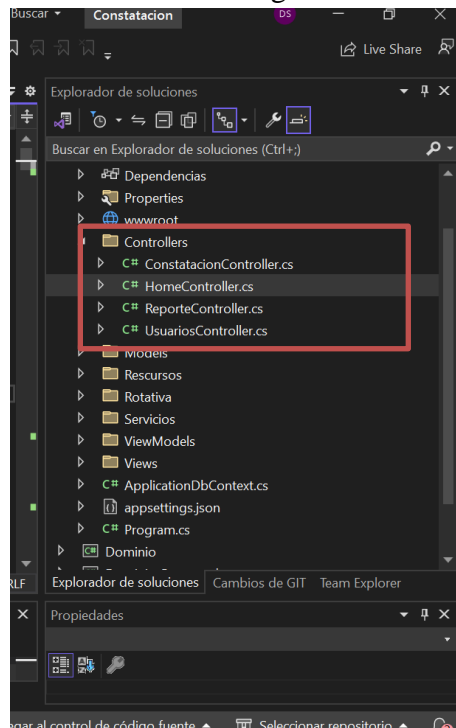 Buscar Constatacion DS
Live Share
Explorador de soluciones
Buscar en Explorador de soluciones (Ctrl+;)
Dependencias
Properties
wwwroot
Controllers
C# ConstatacionController.cs
C# HomeController.cs
C# ReporteController.cs
C# UsuariosController.cs
Models
Rescursos
Rotativa
Servicios
ViewModels
Views
C# ApplicationDbContext.cs
appsettings.json
C# Program.cs
C# Dominio
RLF Explorador de soluciones Cambios de GIT Team Explorer
Propiedades
egar al control de código fuente Seleccionar repositorio